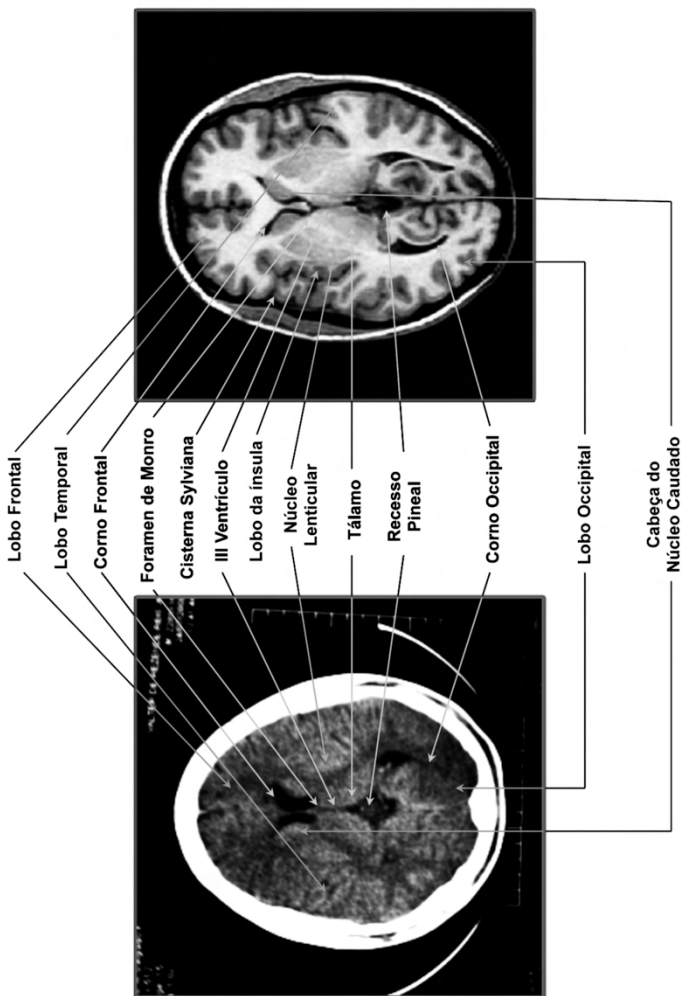 Lobo Frontal
Lobo Temporal
Corno Frontal
Foramen de Monro
Cisterna Sylviana
III Ventrículo
Lobo da ínsula
Núcleo
Lenticular
Tálamo
Recesso
Pineal
Corno Occipital
Lobo Occipital
Cabeça do
Núcleo Caudado